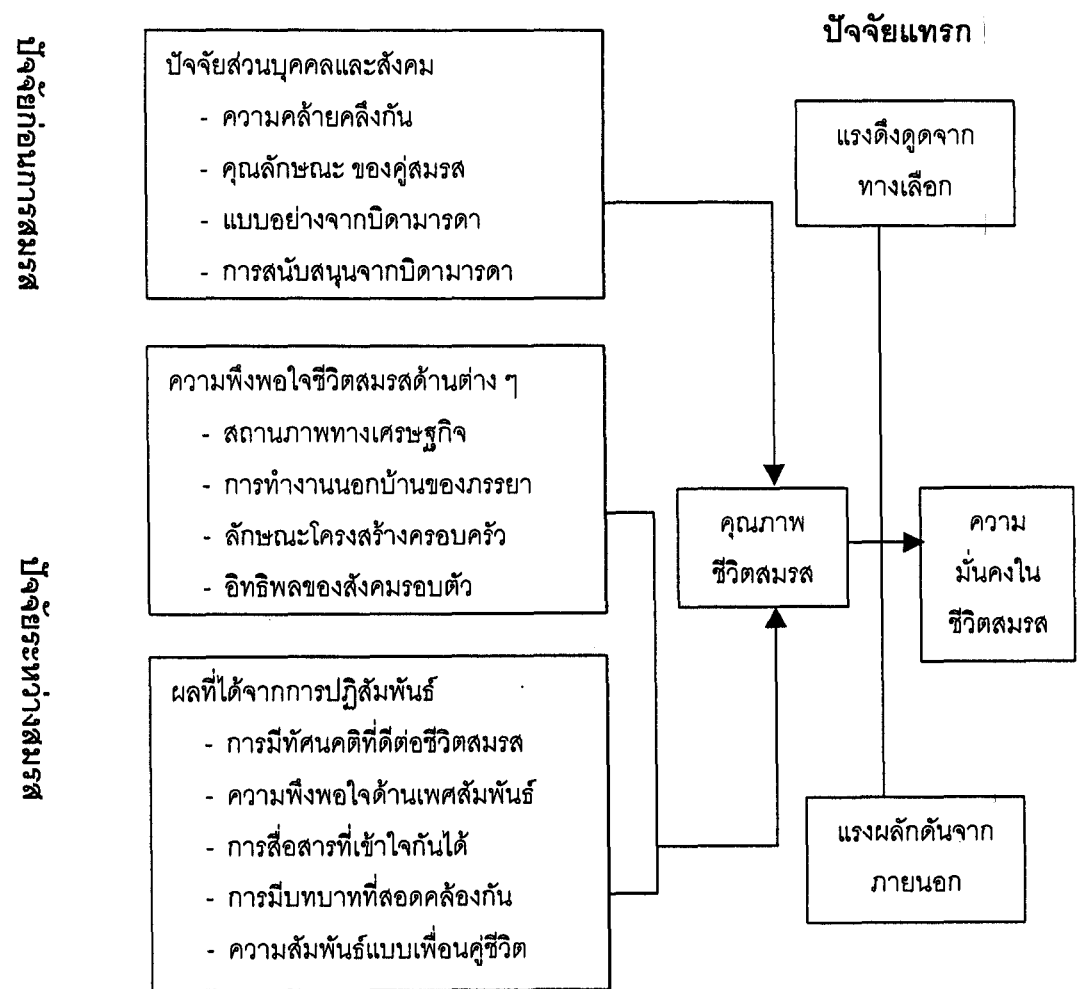 ปัจจัยก่อนการสมรส
ปัจจัยส่วนบุคคลและสังคม
- ความคล้ายคลึงกัน
- คุณลักษณะ ของคู่สมรส
- แบบอย่างจากบิดามารดา
- การสนับสนุนจากบิดามารดา
ปัจจัยแทรก
แรงดึงดูดจาก
ทางเลือก
ปัจจัยระหว่างสมรส
ความพึงพอใจชีวิตสมรสด้านต่าง ๆ
- สถานภาพทางเศรษฐกิจ
- การทำงานนอกบ้านของภรรยา
- ลักษณะโครงสร้างครอบครัว
- อิทธิพลของสังคมรอบตัว
ผลที่ได้จากการปฏิสัมพันธ์
- การมีทัศนคติที่ดีต่อชีวิตสมรส
- ความพึงพอใจด้านเพศสัมพันธ์
- การสื่อสารที่เข้าใจกันได้
- การมีบทบาทที่สอดคล้องกัน
- ความสัมพันธ์แบบเพื่อนคู่ชีวิต
คุณภาพ
ชีวิตสมรส
ความ
มั่นคงใน
ชีวิตสมรส
แรงผลักดันจาก
ภายนอก